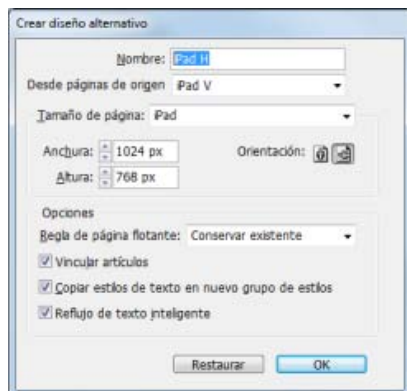 Crear diseño alternativo
Nombre: iPad H
Desde páginas de origen iPad V
Tamaño de página: iPad
Anchura: 1024 px Orientación:
Altura: 768 px
Opciones
Regla de página flotante: Conservar existente
Vincular artículos
Copiar estilos de texto en nuevo grupo de estilos
Reflujo de texto inteligente
Restaurar OK